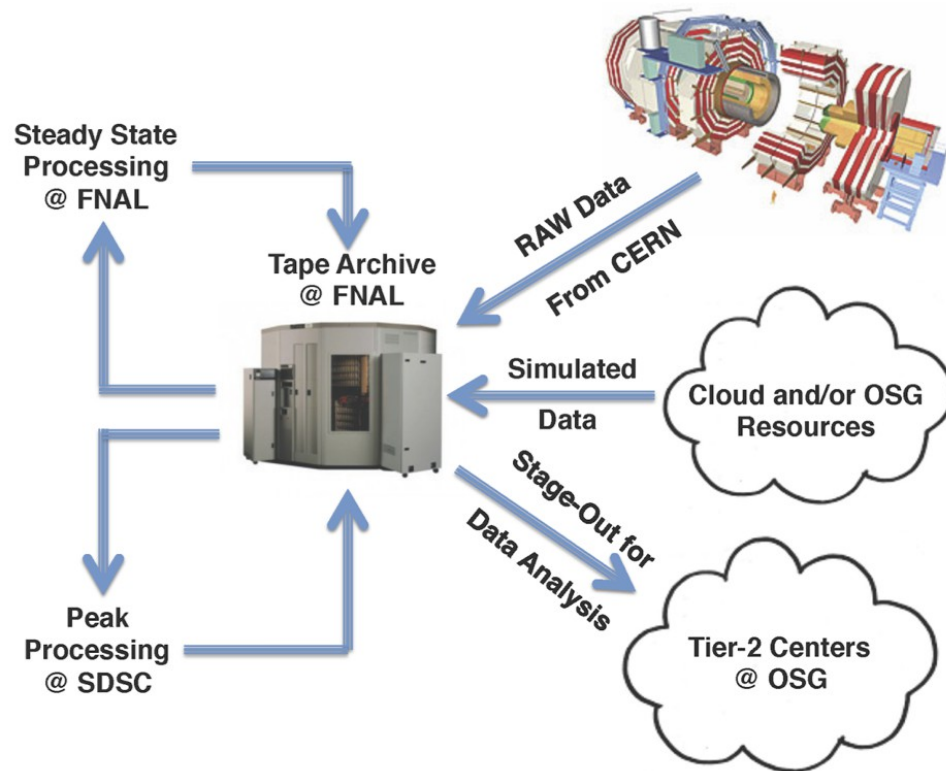 Steady State
Processing
@ FNAL
Tape Archive
@ FNAL
RAW Data
From CERN
Simulated
Data
Cloud and/or OSG
Resources
Stage-Out for
Data Analysis
Peak
Processing
@ SDSC
Tier-2 Centers
@ OSG